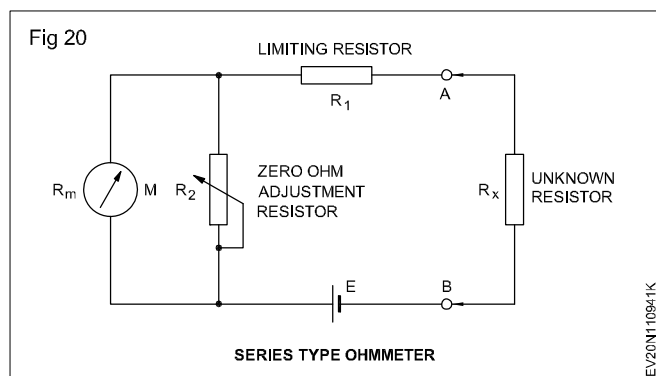 Fig 20
LIMITING RESISTOR
R1
A
Rm
M
R2
ZERO OHM
ADJUSTMENT
RESISTOR
Rx
UNKNOWN
RESISTOR
E
B
SERIES TYPE OHMMETER
EV20N110941K